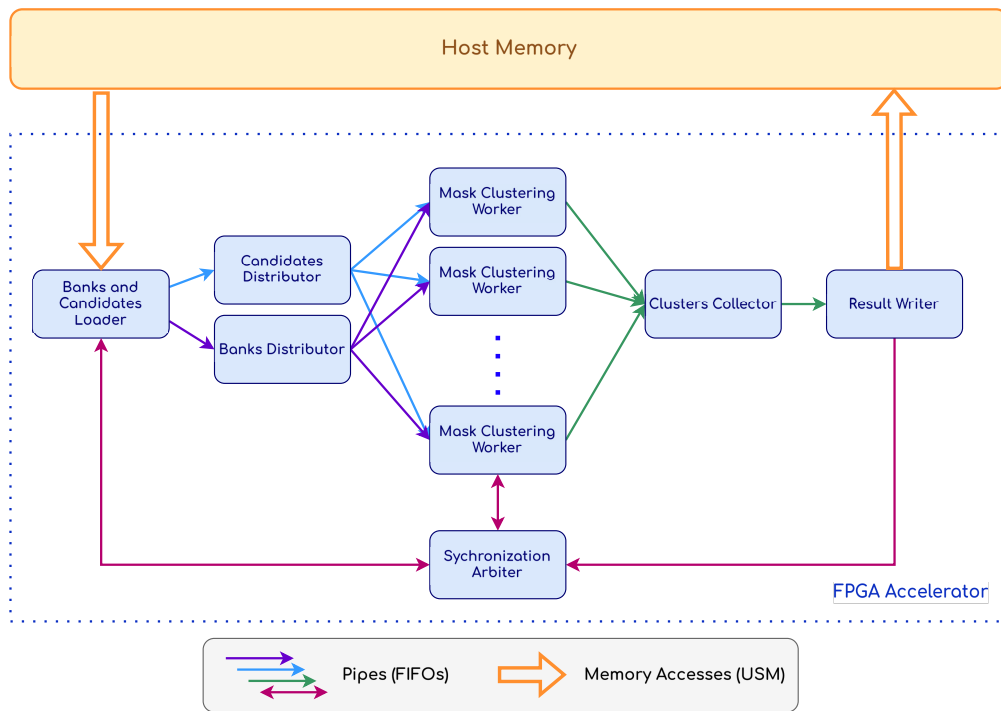 Host Memory
Mask Clustering
Worker
Candidates
Distributor
Mask Clustering
Worker
Banks and
Candidates
Loader
Clusters Collector
Result Writer
Banks Distributor
Mask Clustering
Worker
Sychronization
Arbiter
FPGA Accelerator
Pipes (FIFOs)
Memory Accesses (USM)